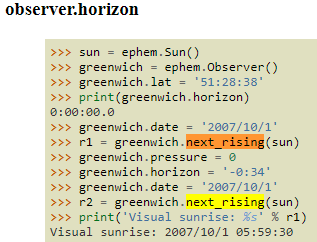 observer.horizon
>>> sun = ephem.Sun()
>>> greenwich = ephem.Observer()
>>> greenwich.lat = '51:28:38'
>>> print(greenwich.horizon)
0:00:00.0
>>> greenwich.date = '2007/10/1'
>>> r1 = greenwich.next_rising(sun)
>>> greenwich.pressure = 0
>>> greenwich.horizon = '-0:34'
>>> greenwich.date = '2007/10/1'
>>> r2 = greenwich.next_rising(sun)
>>> print('Visual sunrise: %s' % r1)
Visual sunrise: 2007/10/1 05:59:30